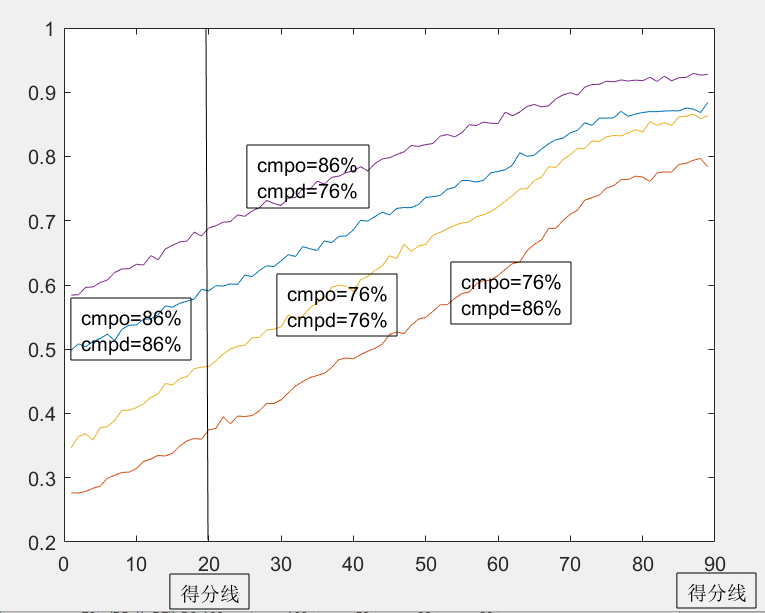 1
0.9
0.8
0.7
0.6
0.5
0.4
0.3
0.2
cmpo=86%
cmpd=76%
cmpo=86%
cmpd=86%
cmpo=76%
cmpd=76%
cmpo=76%
cmpd=86%
0 10 20 30 40 50 60 70 80 90
得分线 得分线